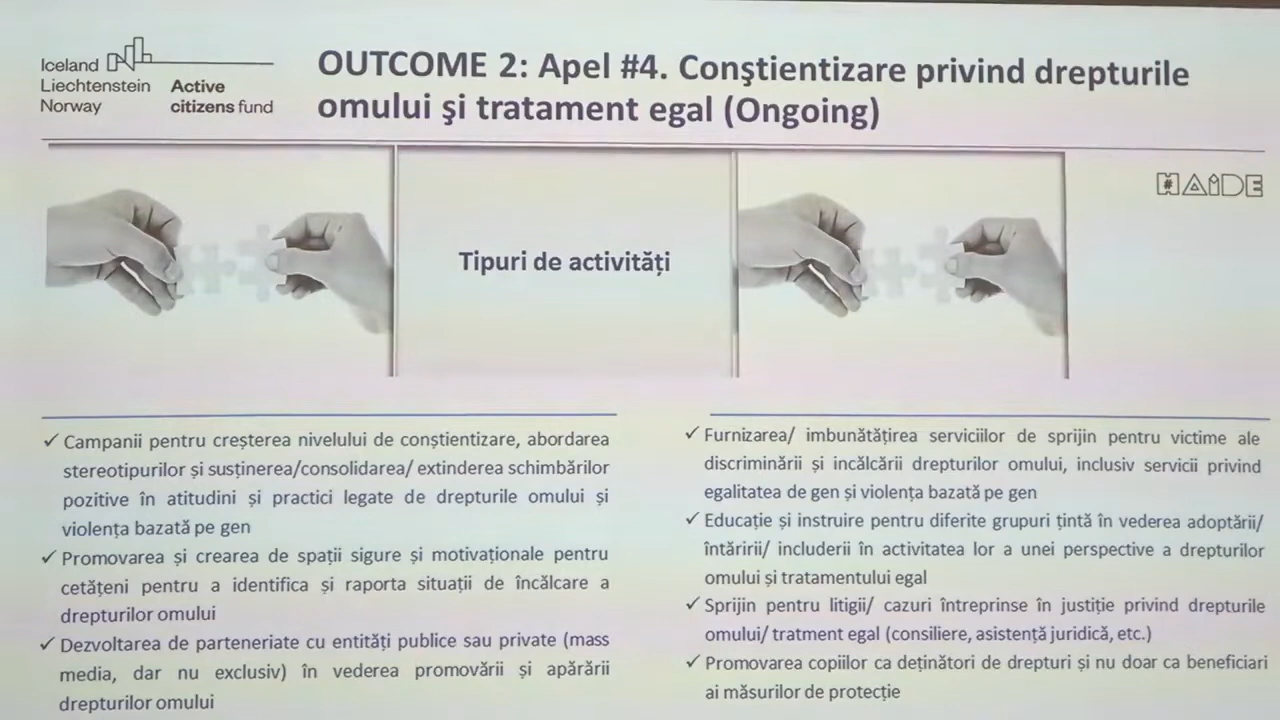 Iceland
Liechtenstein
Norway
Active
citizens fund
OUTCOME 2: Apel #4. Conştientizare privind drepturile
omului şi tratament egal (Ongoing)
#HAIDE
Tipuri de activități
✓ Campanii pentru creșterea nivelului de conștientizare, abordarea
stereotipurilor și susținerea/consolidarea/ extinderea schimbărilor
pozitive în atitudini și practici legate de drepturile omului și
violența bazată pe gen
✓ Promovarea și crearea de spații sigure și motivaționale pentru
cetățeni pentru a identifica și raporta situații de încălcare a
drepturilor omului
✓ Dezvoltarea de parteneriate cu entități publice sau private (mass
media, dar nu exclusiv) în vederea promovării și apărării
drepturilor omului
✓ Furnizarea/ imbunătățirea serviciilor de sprijin pentru victime ale
discriminării și incălcării drepturilor omului, inclusiv servicii privind
egalitatea de gen și violența bazată pe gen
✓ Educație și instruire pentru diferite grupuri țintă în vederea adoptării/
întăririi/ includerii în activitatea lor a unei perspective a drepturilor
omului și tratamentului egal
✓ Sprijin pentru litigii/ cazuri întreprinse în justiție privind drepturile
omului/ tratment egal (consiliere, asistență juridică, etc.)
✓ Promovarea copiilor ca deținători de drepturi și nu doar ca beneficiari
ai măsurilor de protecție